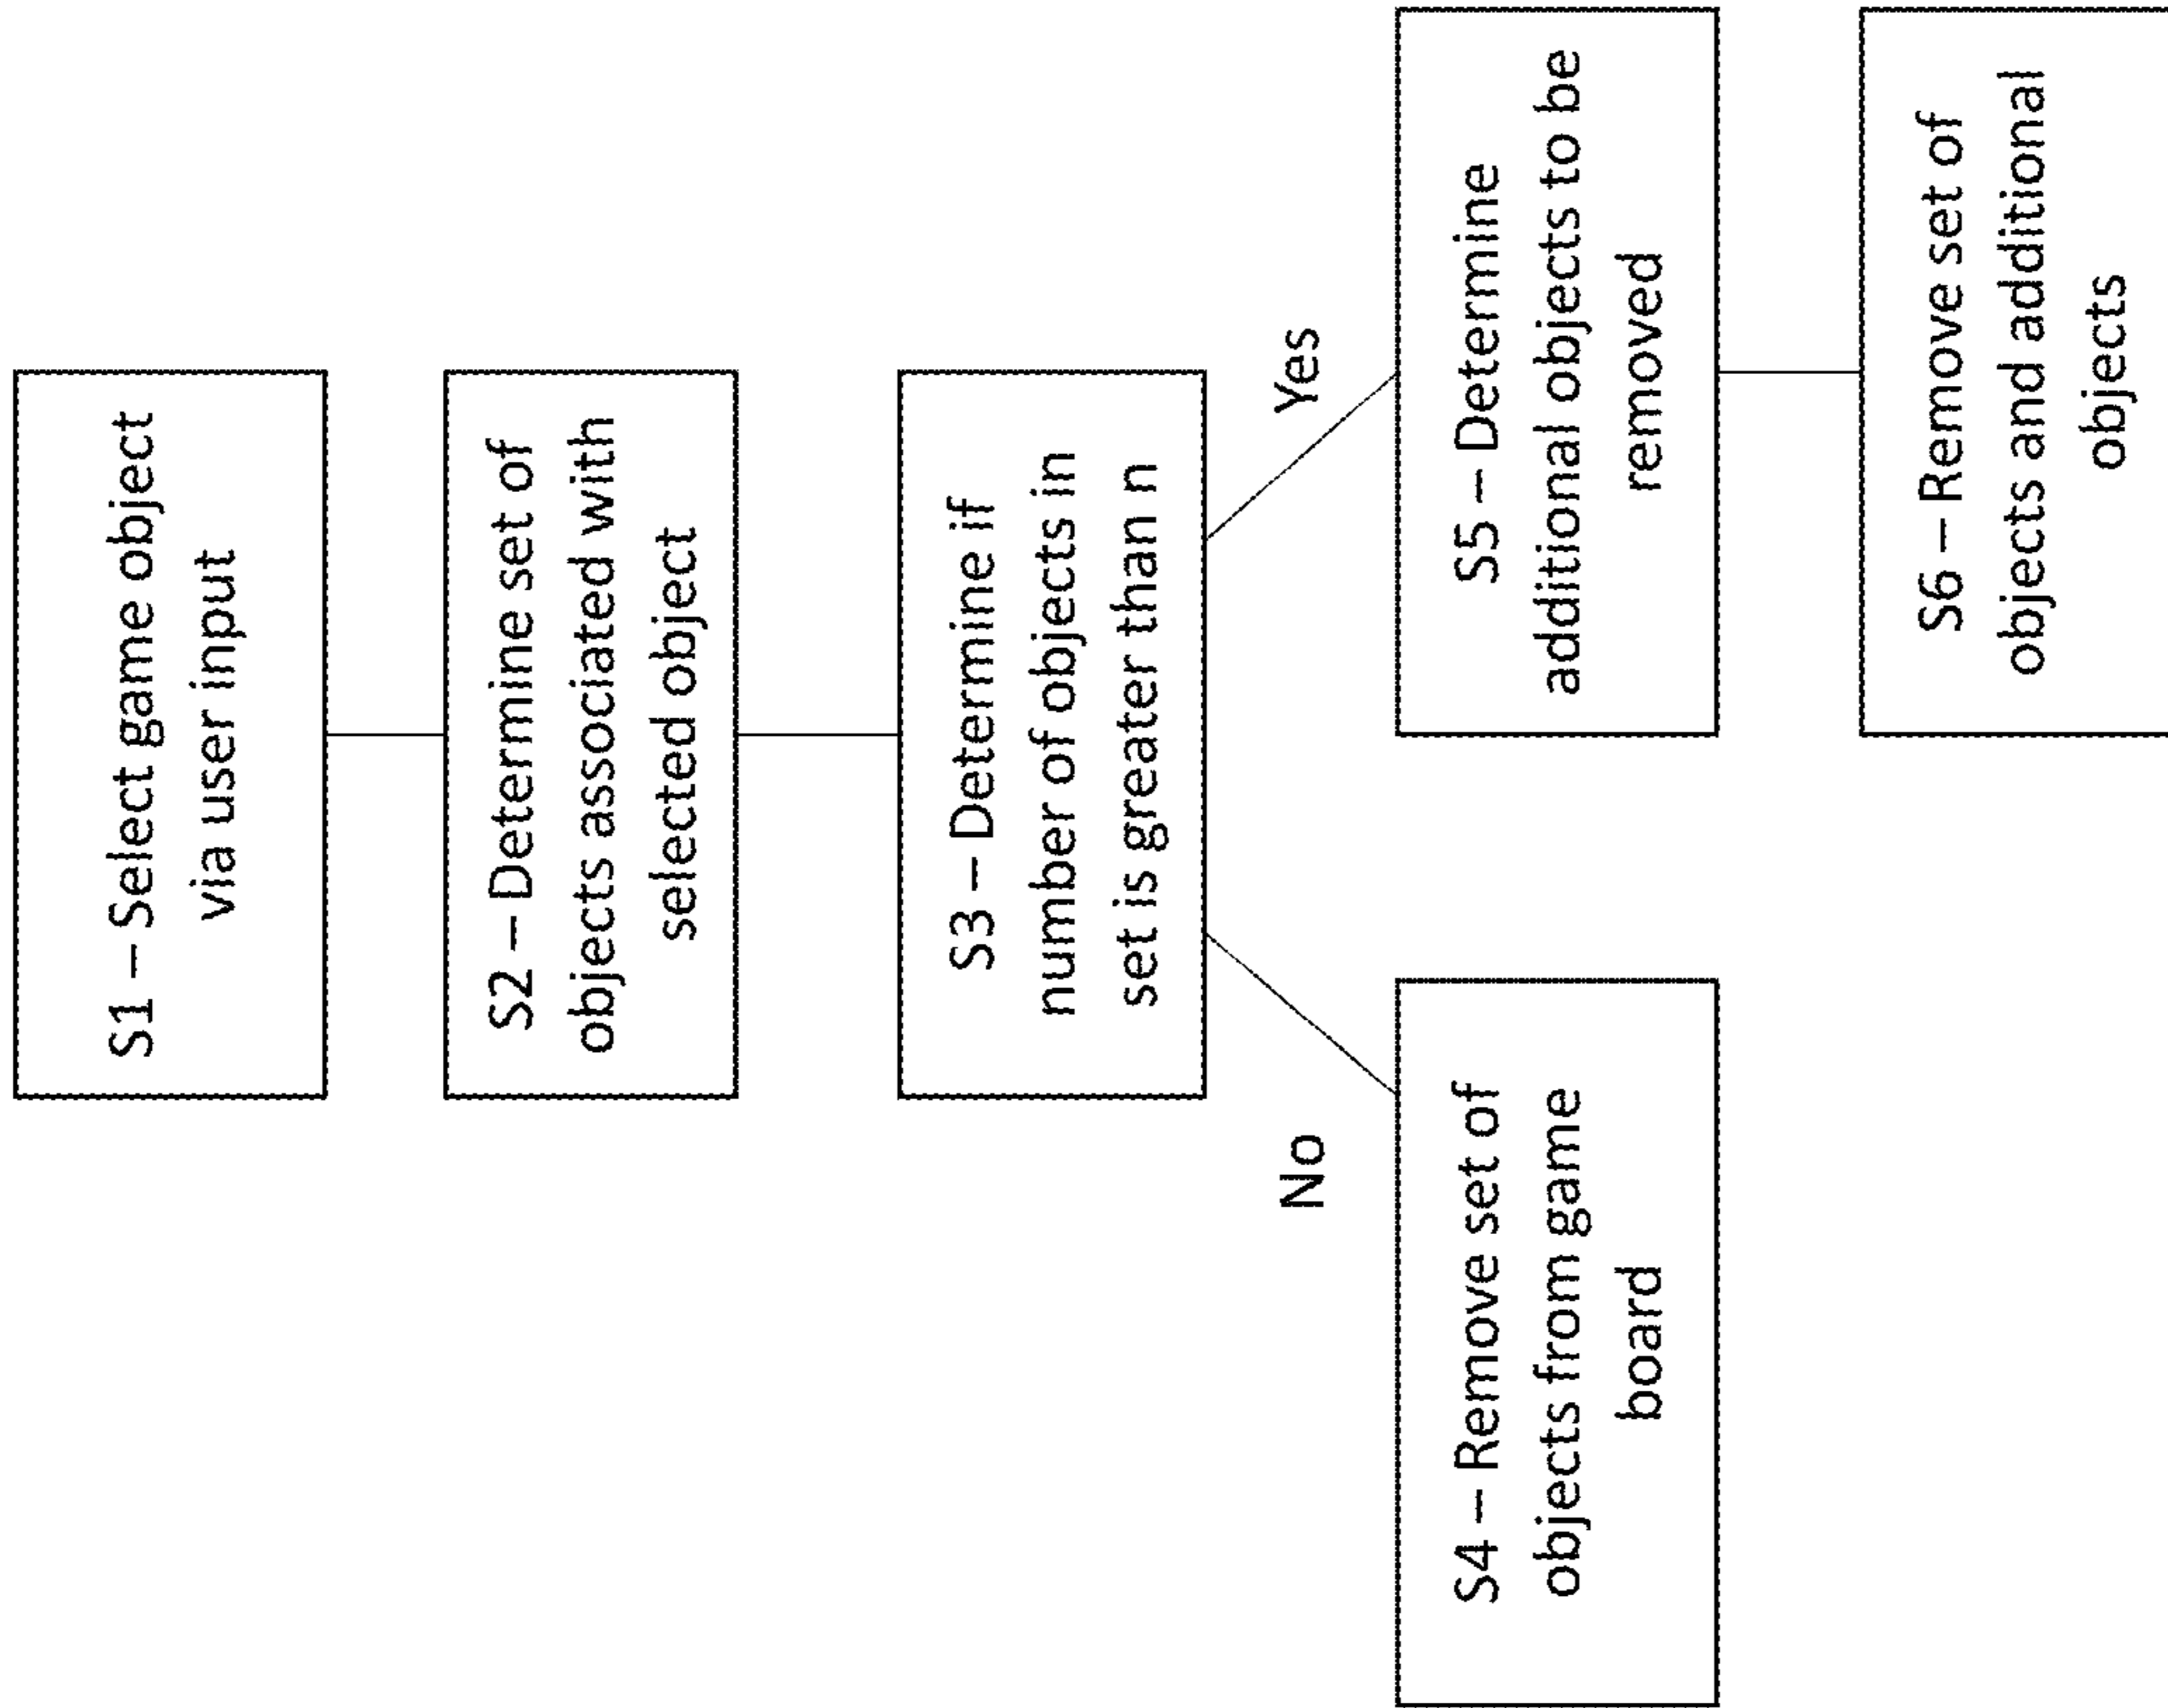 S1 – Select game object
via user input
S2 – Determine set of
objects associated with
selected object
S3 – Determine if
number of objects in
set is greater than n
No
Yes
S4 – Remove set of
objects from game
board
S5 – Determine
additional objects to be
removed
S6 – Remove set of
objects and additional
objects